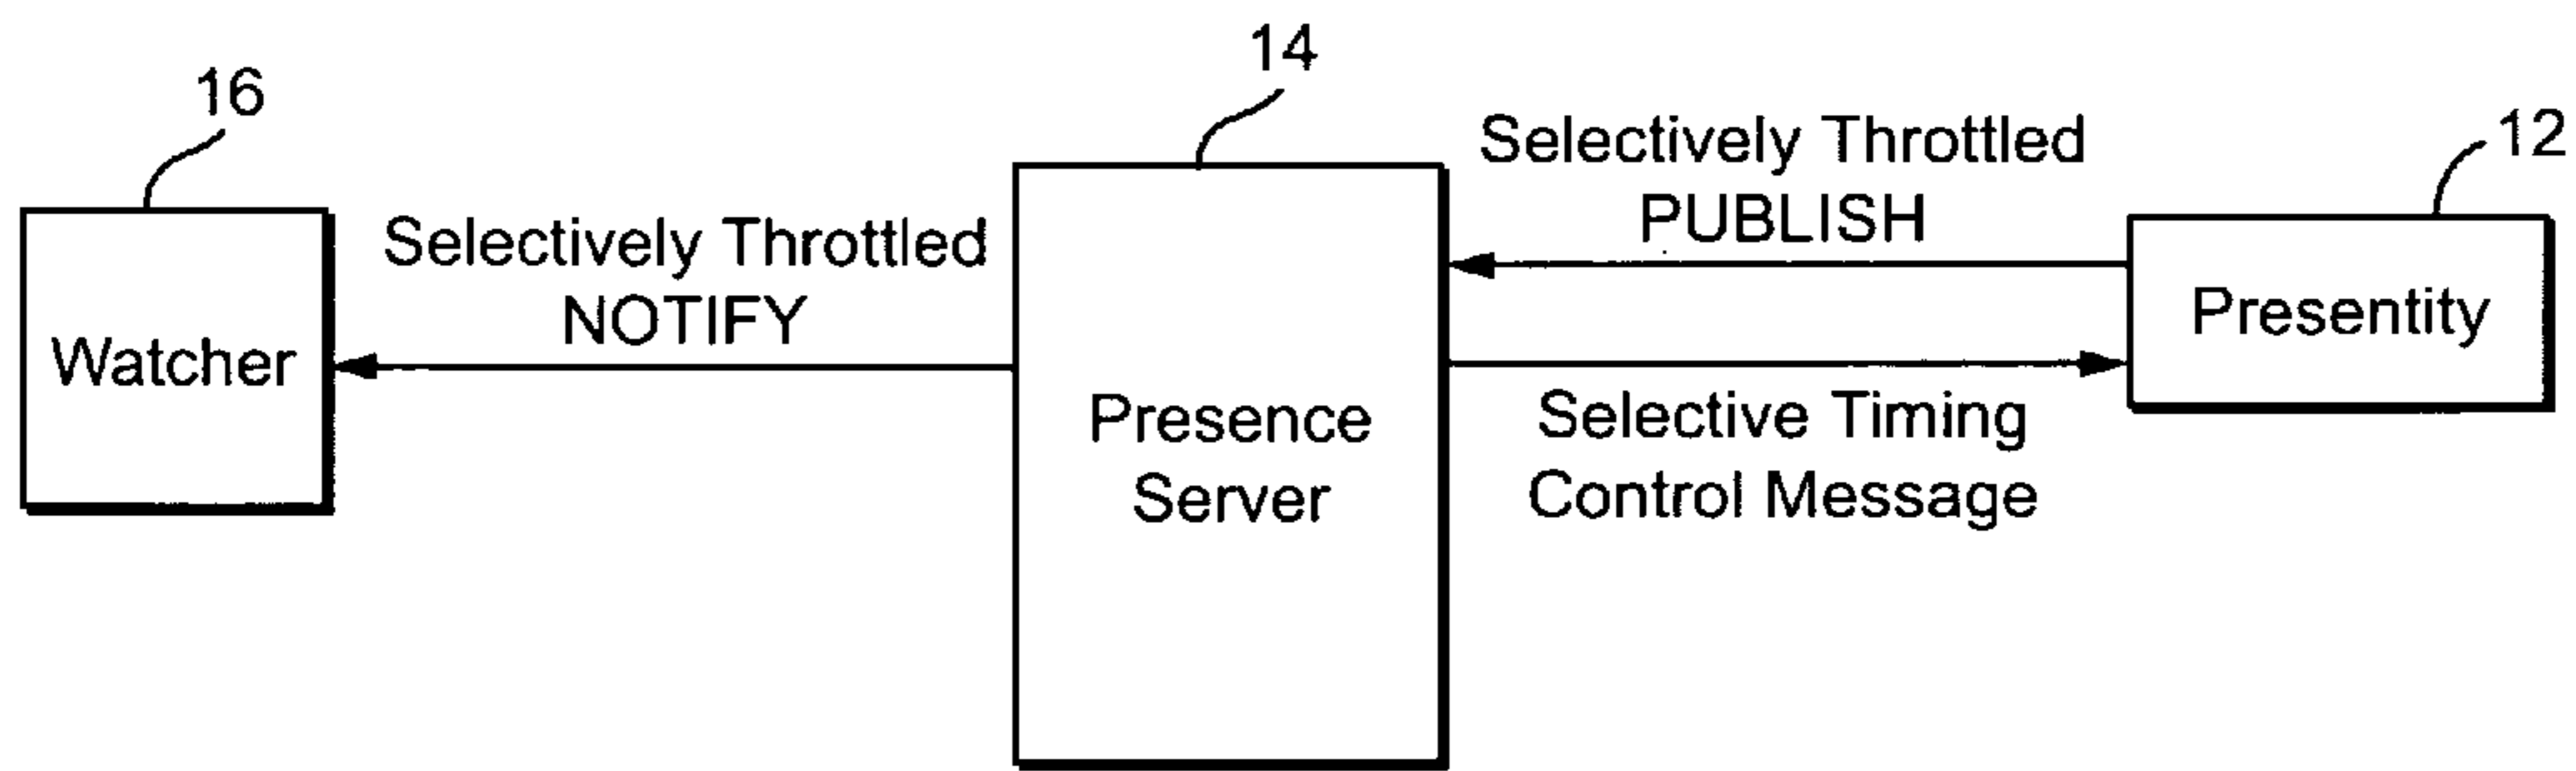 14
16
12
Selectively Throttled
PUBLISH
Selectively Throttled
NOTIFY
Presentity
Watcher
Presence
Server
Selective Timing
Control Message